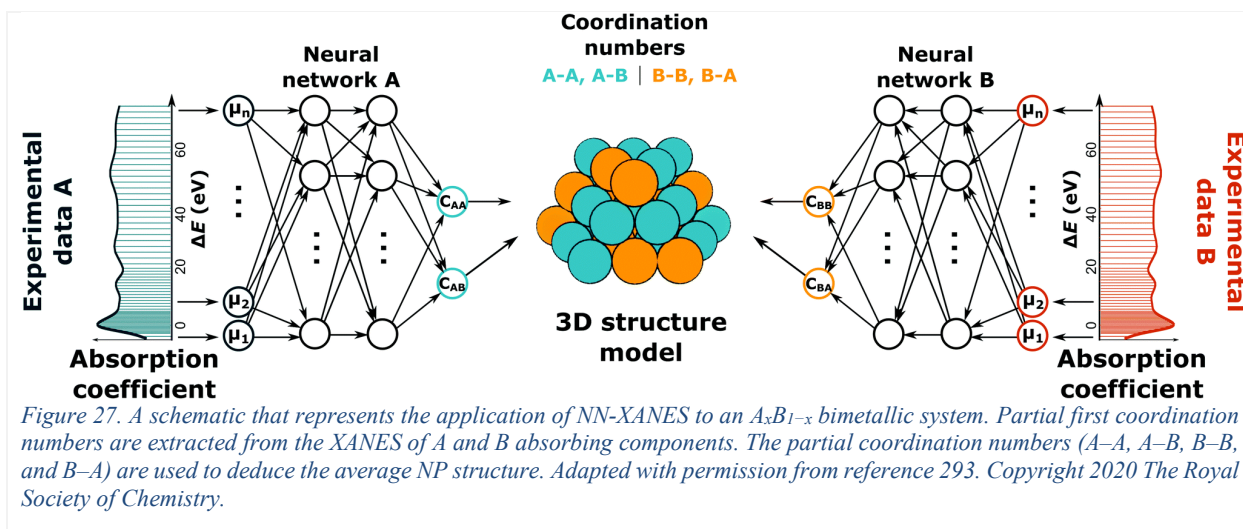 Coordination
numbers
A-A, A-B | B-B, B-A
Neural
network A
Neural
network B
Experimental
data A
ΔE (eV)
0
20
40
60
Absorption
coefficient
μn
μ2
μ1
CAA
CAB
3D structure
model
CBB
CBA
μn
μ2
μ1
ΔE (eV)
0
20
40
60
Absorption
coefficient
Experimental
data B
Figure 27. A schematic that represents the application of NN-XANES to an AxB1−x bimetallic system. Partial first coordination
numbers are extracted from the XANES of A and B absorbing components. The partial coordination numbers (A–A, A–B, B–B,
and B–A) are used to deduce the average NP structure. Adapted with permission from reference 293. Copyright 2020 The Royal
Society of Chemistry.